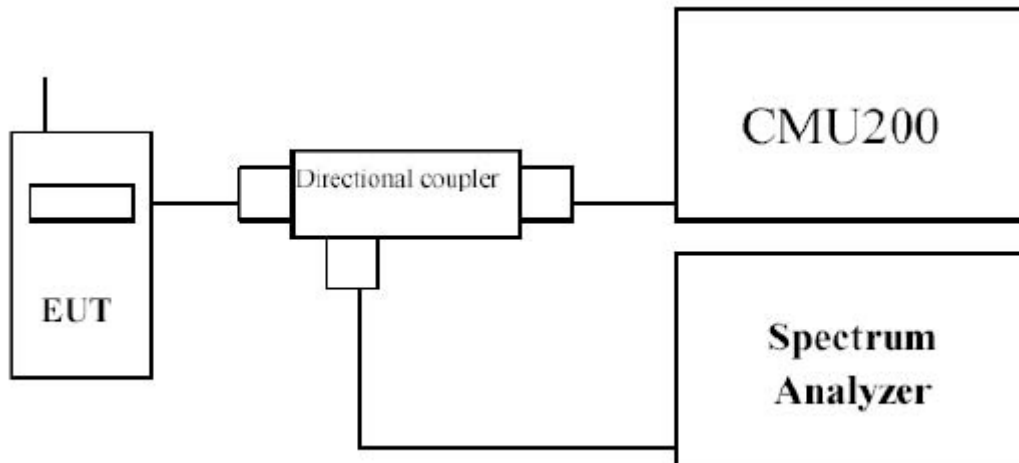 CMU200
Directional coupler
EUT
Spectrum
Analyzer